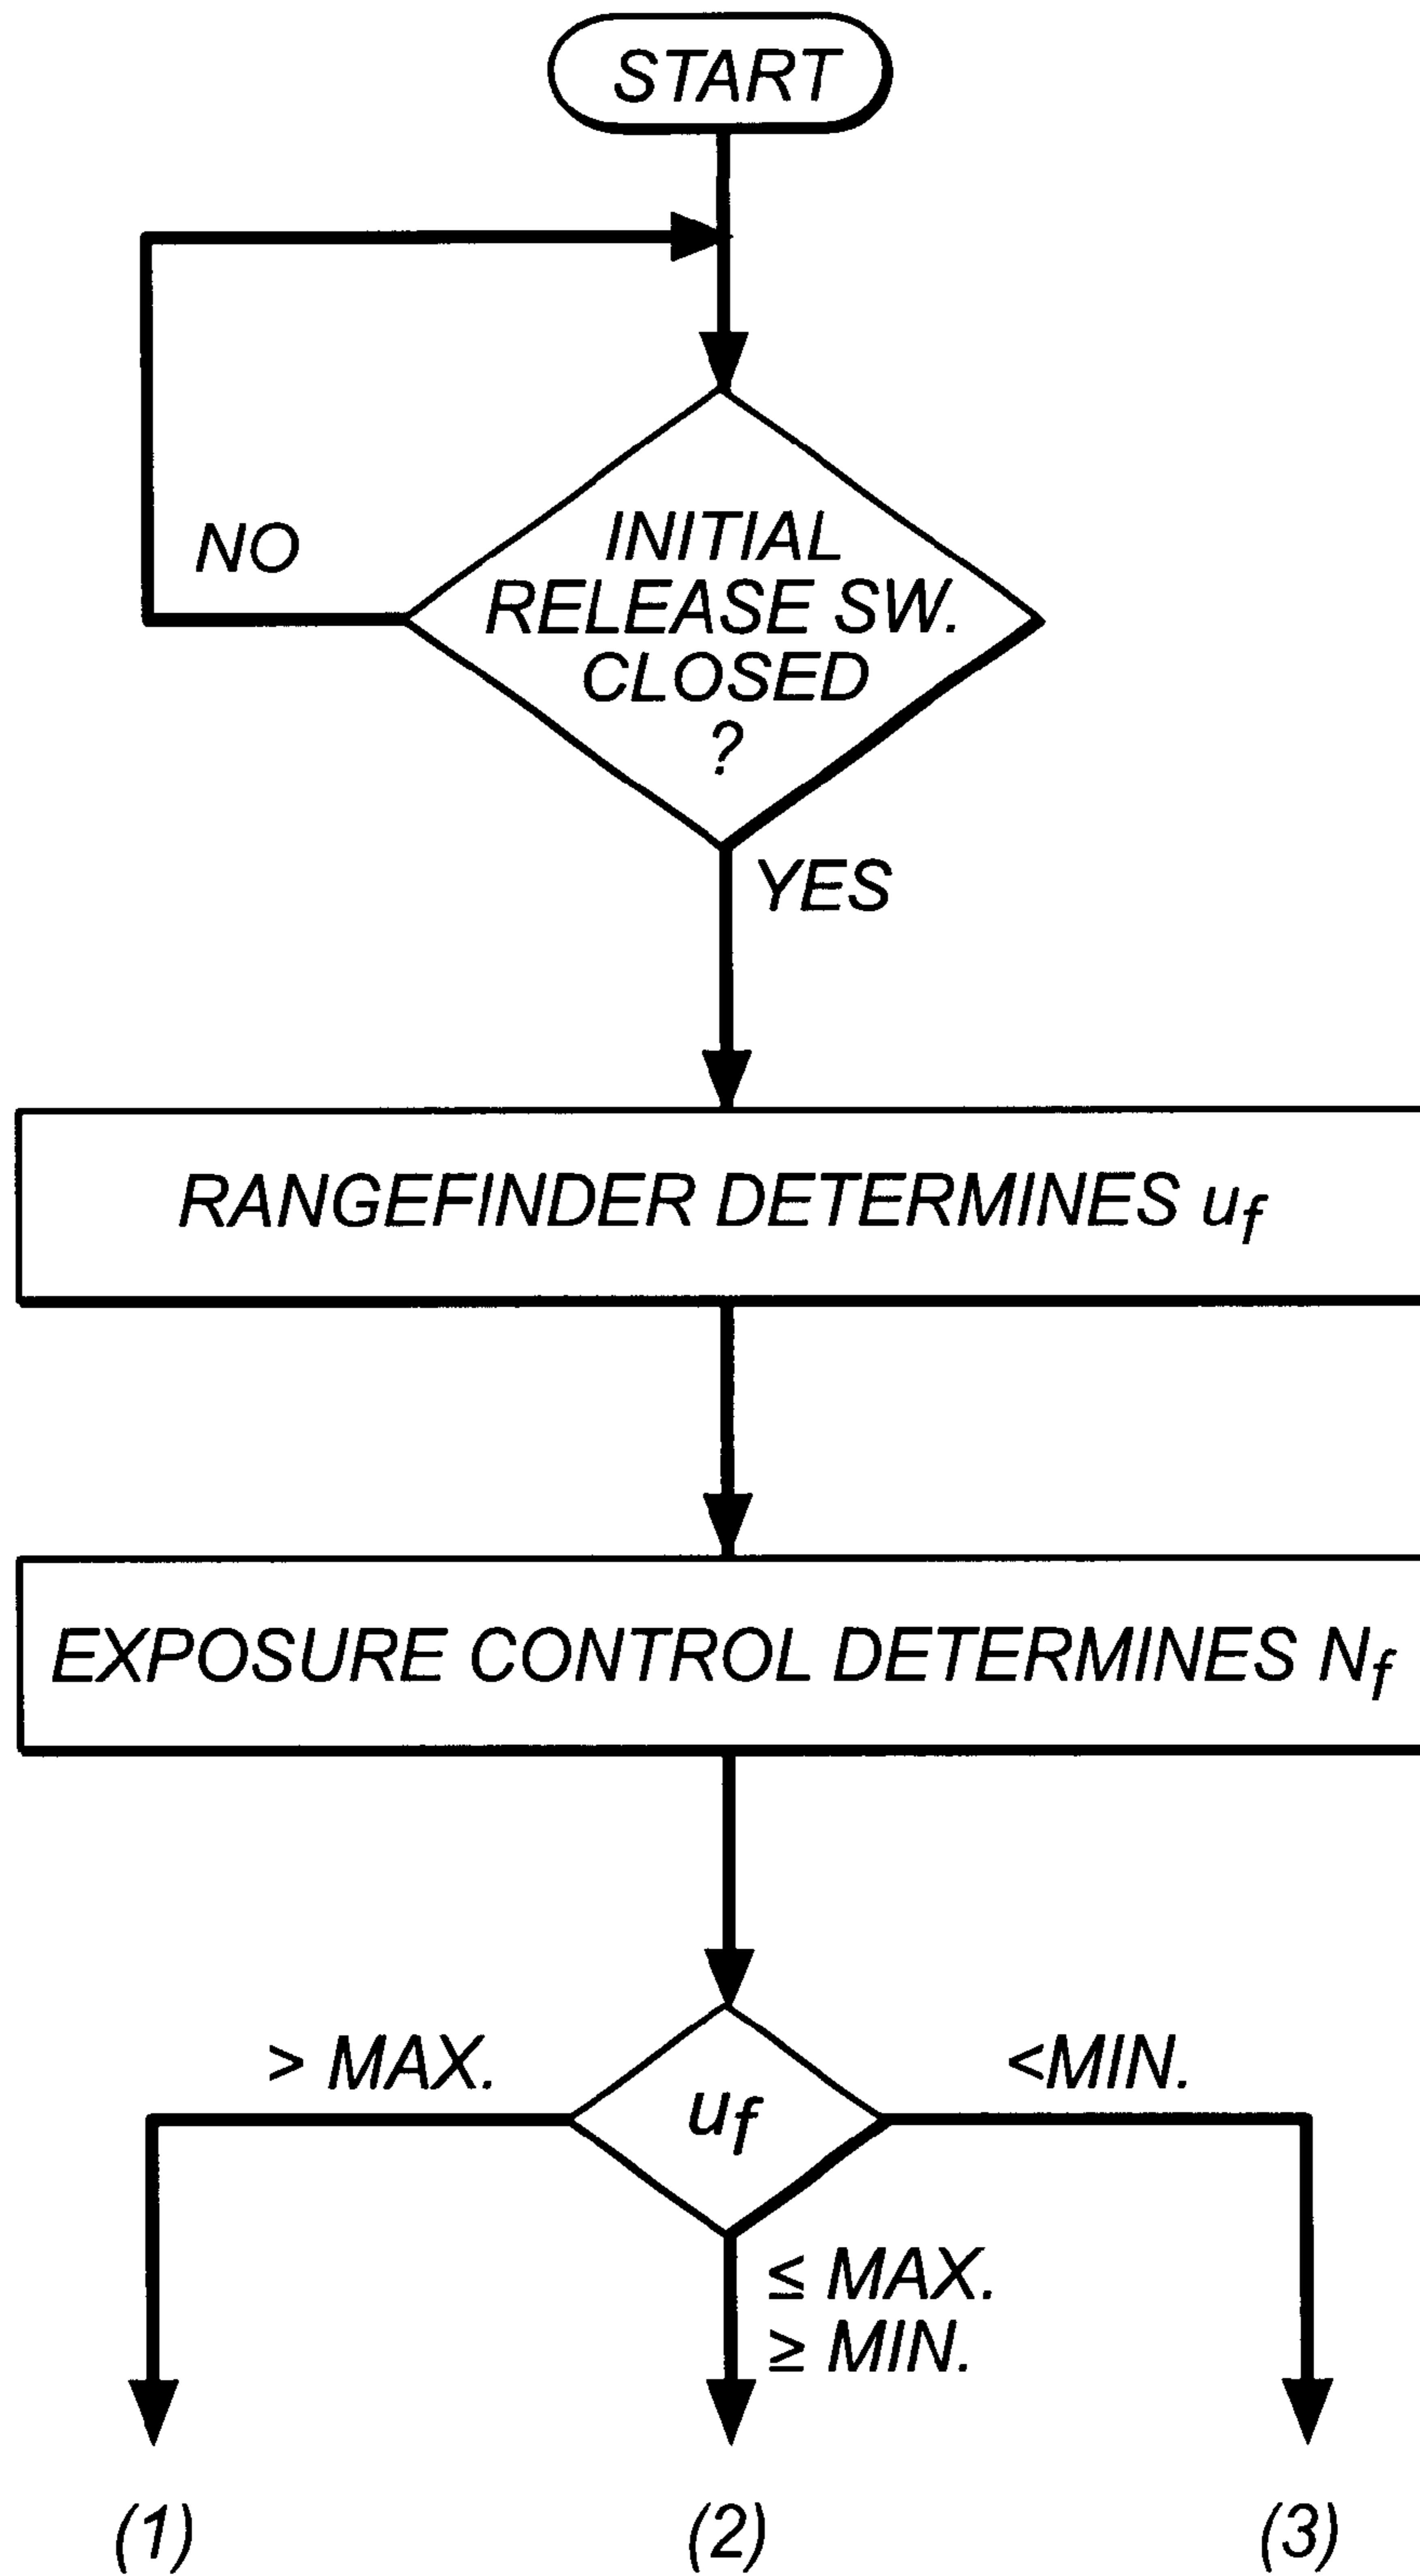 START
NO
INITIAL
RELEASE SW.
CLOSED
?
YES
RANGEFINDER DETERMINES uf
EXPOSURE CONTROL DETERMINES Nf
> MAX.
<MIN.
uf
≤ MAX.
≥ MIN.
(1)
(2)
(3)